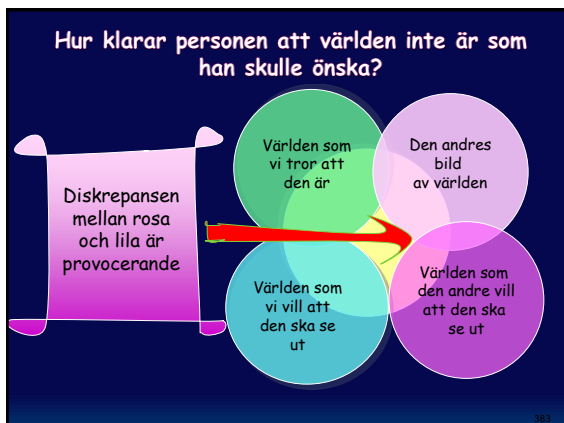 Hur klarar personen att världen inte är som
han skulle önska?
Diskrepansen
mellan rosa
och lila är
provocerande
Världen som
vi tror att
den är
Den andres
bild
av världen
Världen som
vi vill att
den ska se
ut
Världen som
den andre vill
att den ska
se ut
383